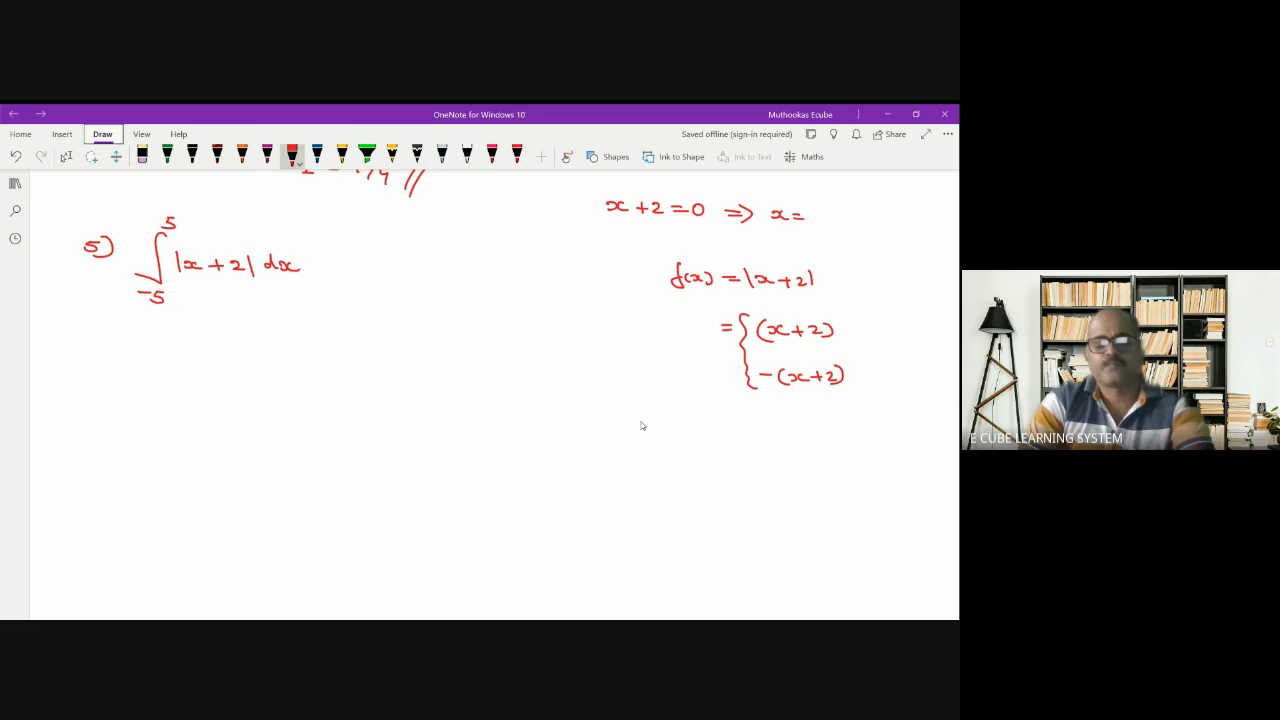 OneNote for Windows 10
Muthookas Ecube
Home Insert Draw View Help
Saved offline (sign-in required) Share
Shapes Ink to Shape Ink to Text Maths
x + 2 = 0 ⇒ x =
5) ∫_{-5}^{5} |x + 2| dx
f(x) = |x + 2|
= { (x + 2)
-(x + 2)
E CUBE LEARNING SYSTEM